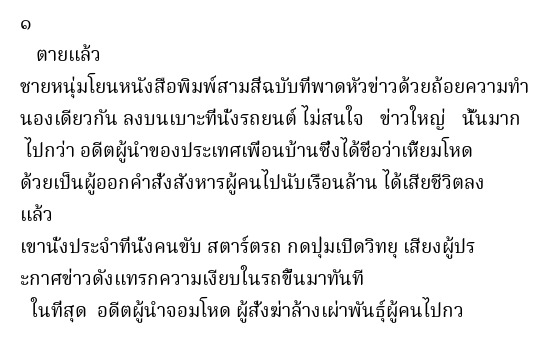 ๑
ตายแล้ว
ชายหนุ่มโยนหนังสือพิมพ์สามสี่ฉบับที่พาดหัวข่าวด้วยถ้อยความทำ
นองเดียวกัน ลงบนเบาะที่นั่งรถยนต์ ไม่สนใจ ข่าวใหญ่ นั้นมาก
ไปกว่า อดีตผู้นำของประเทศเพื่อนบ้านซึ่งได้ชื่อว่าเหี้ยมโหด
ด้วยเป็นผู้ออกคำสั่งสังหารผู้คนไปนับเรือนล้าน ได้เสียชีวิตลง
แล้ว
เขานั่งประจำที่นั่งคนขับ สตาร์ตรถ กดปุ่มเปิดวิทยุ เสียงผู้ปร
ะกาศข่าวดังแทรกความเงียบในรถขึ้นมาทันที
ในที่สุด อดีตผู้นำจอมโหด ผู้สั่งฆ่าล้างเผ่าพันธุ์ผู้คนไปกว